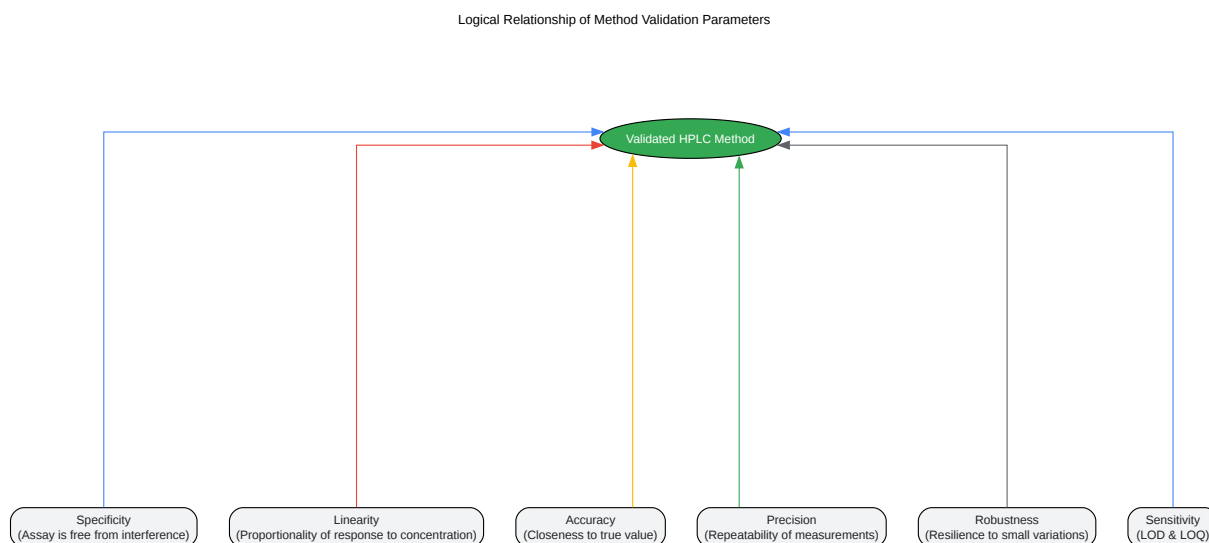 Logical Relationship of Method Validation Parameters
Validated HPLC Method
Specificity
(Assay is free from interference)
Linearity
(Proportionality of response to concentration)
Accuracy
(Closeness to true value)
Precision
(Repeatability of measurements)
Robustness
(Resilience to small variations)
Sensitivity
(LOD & LOQ)